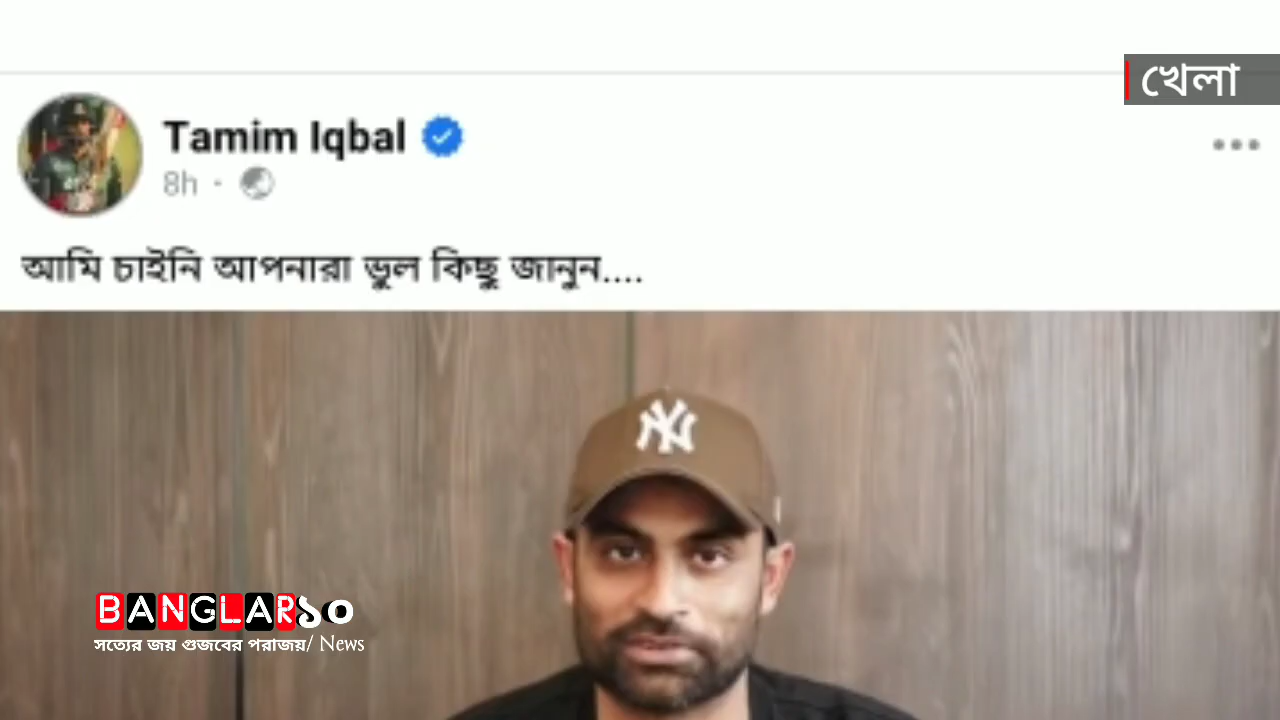 খেলা
Tamim Iqbal
8h
আমি চাইনি আপনারা ভুল কিছু জানুন....
NY
BANGLAR১০
সত্যের জয় গুজবের পরাজয়/ News